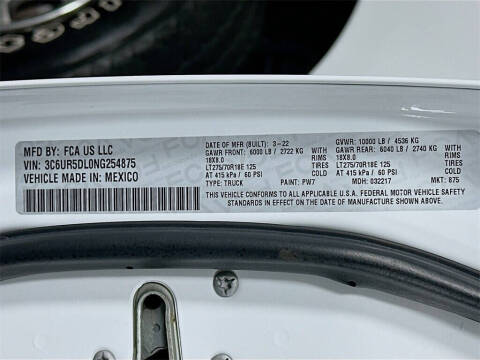 MFD BY: FCA US LLC
VIN: 3C6UR5DL0NG254875
VEHICLE MADE IN: MEXICO
DATE OF MFR (BUILT): 3-22 GVWR: 10000 LB / 4536 KG
GAWR FRONT: 6000 LB / 2722 KG GAWR REAR: 6040 LB / 2740 KG
18X8.0 18X8.0
LT275/70R18E 125 TIRES LT275/70R18E 125 TIRES
AT 415 kPa / 60 PSI COLD AT 415 kPa / 60 PSI COLD
TYPE: TRUCK PAINT: PW7 MDH: 032217 MKT: 875
THIS VEHICLE CONFORMS TO ALL APPLICABLE U.S. FEDERAL MOTOR VEHICLE SAFETY
STANDARDS IN EFFECT ON THE DATE OF MANUFACTURE SHOWN ABOVE.